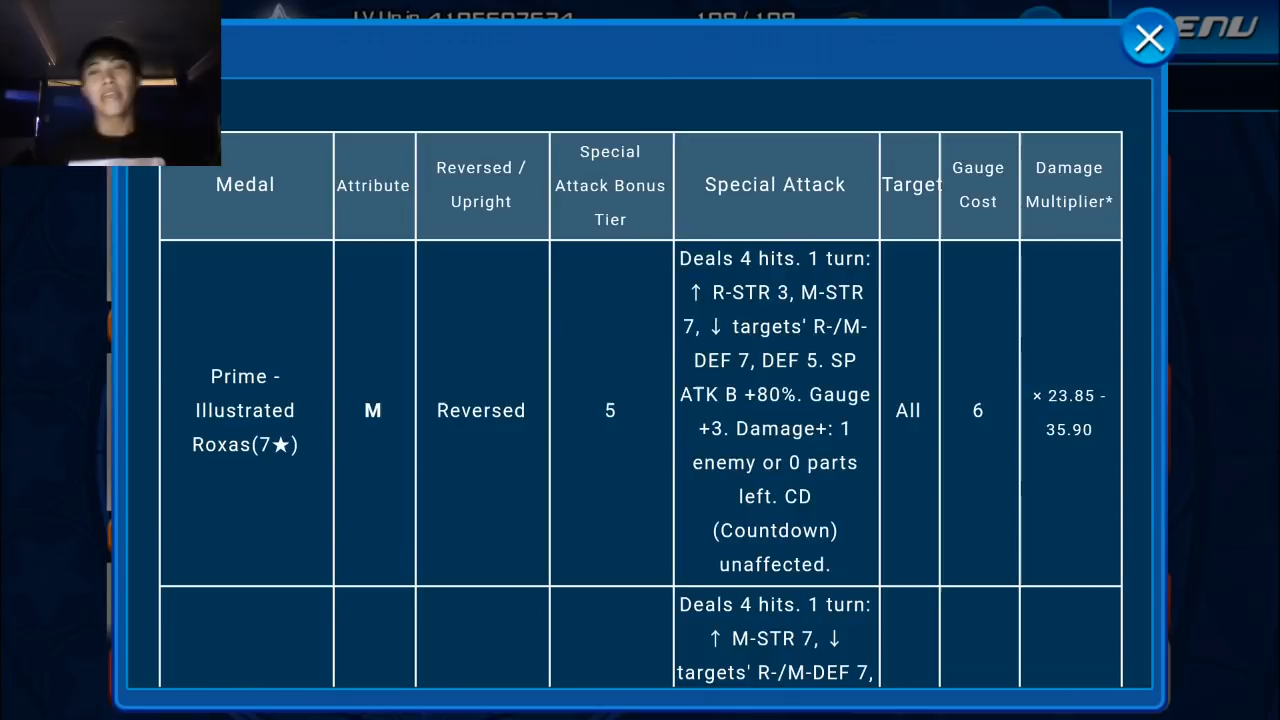 ENU
Medal
Attribute
Reversed /
Upright
Special
Attack Bonus
Tier
Special Attack
Target
Gauge
Cost
Damage
Multiplier*
Prime -
Illustrated
Roxas(7★)
M
Reversed
5
Deals 4 hits. 1 turn:
↑ R-STR 3, M-STR
7, ↓ targets' R-/M-
DEF 7, DEF 5. SP
ATK B +80%. Gauge
+3. Damage+: 1
enemy or 0 parts
left. CD
(Countdown)
unaffected.
All
6
× 23.85 -
35.90
Deals 4 hits. 1 turn:
↑ M-STR 7, ↓
targets' R-/M-DEF 7,